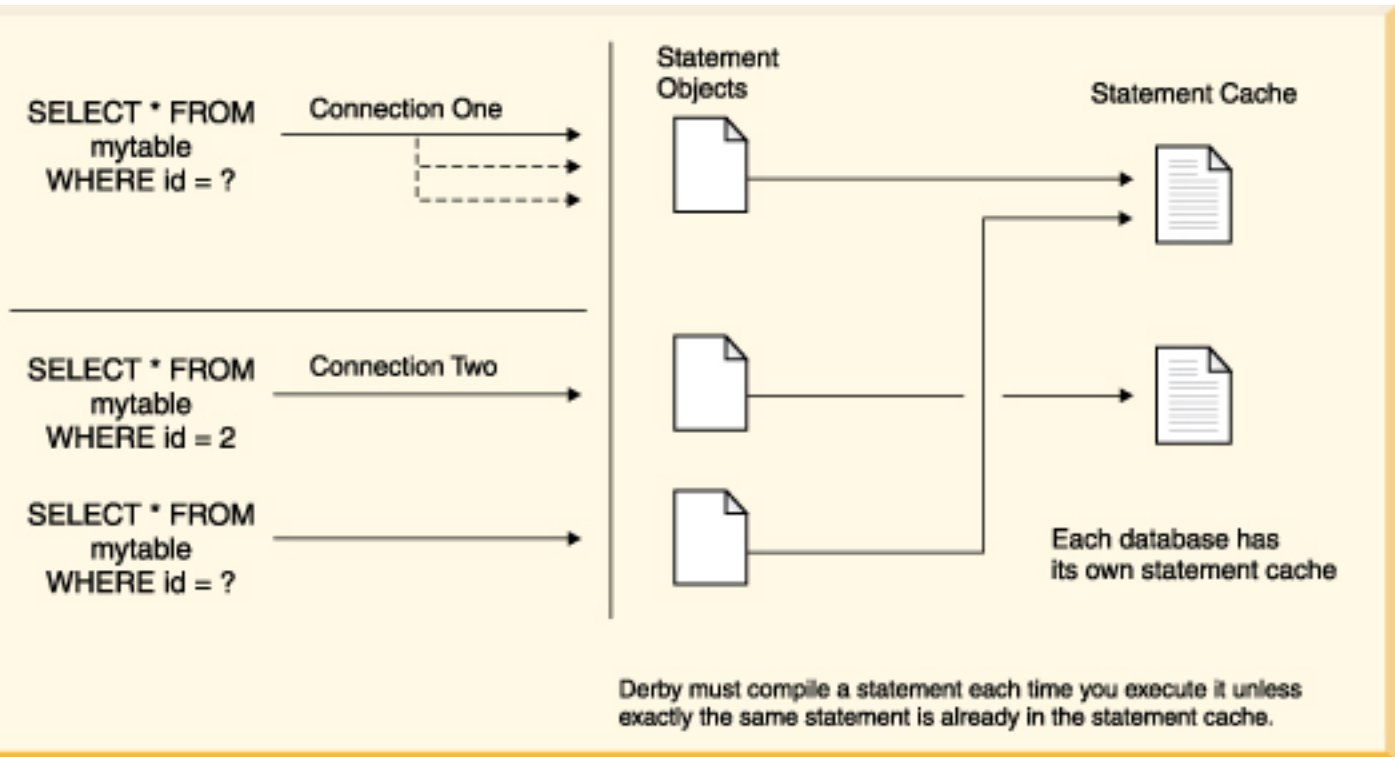 SELECT * FROM
mytable
WHERE id = ?
Connection One
Statement
Objects
Statement Cache
SELECT * FROM
mytable
WHERE id = 2
Connection Two
SELECT * FROM
mytable
WHERE id = ?
Each database has
its own statement cache
Derby must compile a statement each time you execute it unless
exactly the same statement is already in the statement cache.